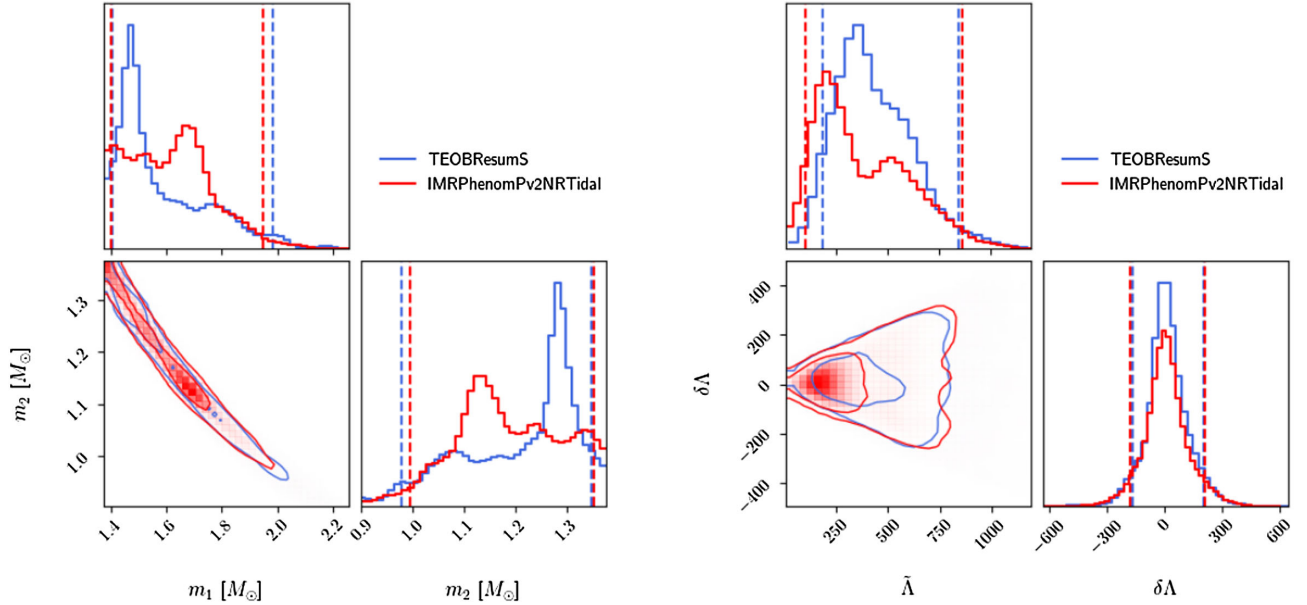 TEOBResumS
IMRPhenomPv2NRTidal
1.3
1.2
1.1
1.0
m₂ [M⊙]
1.4
1.6
1.8
2.0
2.2
m₁ [M⊙]
0.9
1.0
1.1
1.2
1.3
m₂ [M⊙]
TEOBResumS
IMRPhenomPv2NRTidal
400
200
0
−200
−400
δΛ
250
500
750
1000
Λ̃
−600
−300
0
300
600
δΛ